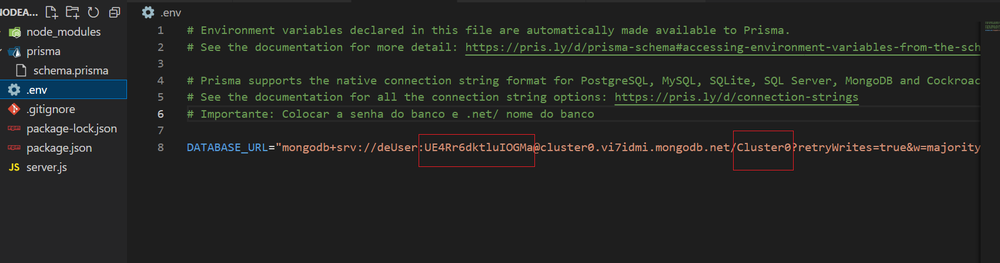 NODEA...
node_modules
prisma
schema.prisma
.env
.gitignore
package-lock.json
package.json
JS server.js
.env
1 # Environment variables declared in this file are automatically made available to Prisma.
2 # See the documentation for more detail: https://pris.ly/d/prisma-schema#accessing-environment-variables-from-the-sch
3
4 # Prisma supports the native connection string format for PostgreSQL, MySQL, SQLite, SQL Server, MongoDB and Cockroac
5 # See the documentation for all the connection string options: https://pris.ly/d/connection-strings
6 # Importante: Colocar a senha do banco e .net/ nome do banco
7
8 DATABASE_URL="mongodb+srv://deUser:UE4Rr6dktluIOGMa@cluster0.vi7idmi.mongodb.net/Cluster0?retryWrites=true&w=majority